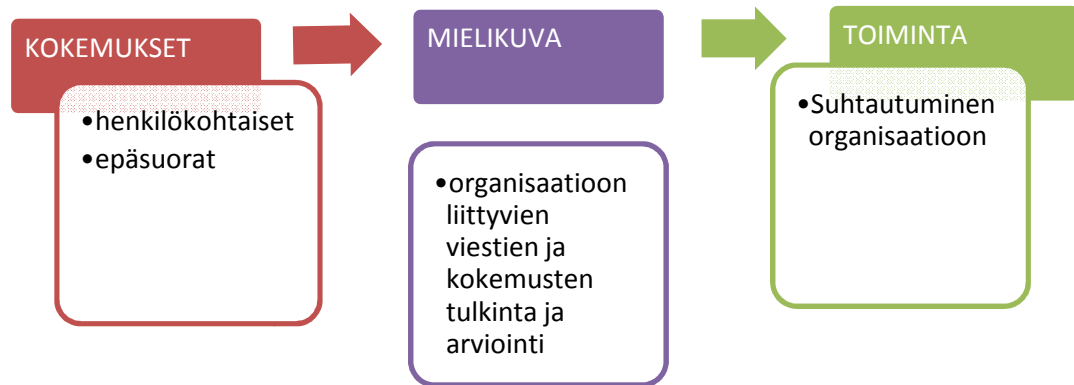 KOKEMUKSET
•henkilökohtaiset
•epäsuorat
MIELIKUVA
•organisaatioon
liittyvien
viestien ja
kokemusten
tulkinta ja
arviointi
TOIMINTA
•Suhtautuminen
organisaatioon